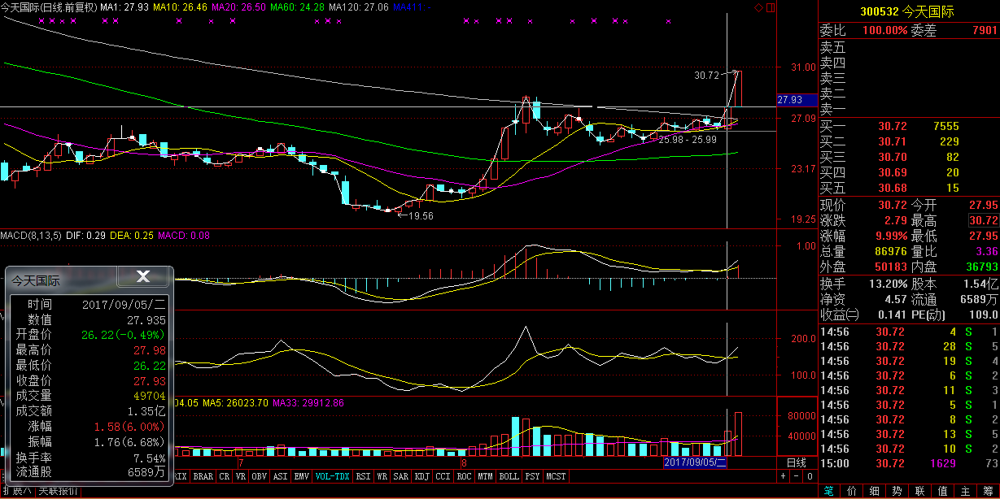 今天国际(日线 前复权) MA1: 27.93 MA10: 26.46 MA20: 26.50 MA60: 24.28 MA120: 27.06 MA411: -
300532 今天国际
委比 100.00% 委差 7901
卖五
卖四
卖三
卖二
卖一
买一 30.72 7555
买二 30.71 229
买三 30.70 82
买四 30.69 20
买五 30.68 15
现价 30.72 今开 27.95
涨跌 2.79 最高 30.72
涨幅 9.99% 最低 27.95
总量 86976 量比 3.36
外盘 50183 内盘 36793
换手 13.20% 股本 1.54亿
净资 4.57 流通 6589万
收益㈡ 0.141 PE(动) 109.0
14:56 30.72 4 S 1
14:56 30.72 28 S 5
14:56 30.72 19 S 4
14:56 30.72 6 S 2
14:56 30.72 11 S 3
14:56 30.72 5 S 1
14:56 30.72 8 S 2
14:56 30.72 13 S 5
14:56 30.72 10 S 2
15:00 30.72 1629 73
笔 价 细 势 联 值 主 筹
31.00
27.93
27.09
23.17
19.25
30.72
25.98 - 25.99
19.56
MACD(8,13,5) DIF: 0.29 DEA: 0.25 MACD: 0.08
1.00
200.0
100.0
04.05 MA5: 26023.70 MA33: 29912.86
80000
40000
今天国际 X
时间 2017/09/05/二
数值 27.935
开盘价 26.22(-0.49%)
最高价 27.98
最低价 26.22
收盘价 27.93
成交量 49704
成交额 1.35亿
涨幅 1.58(6.00%)
振幅 1.76(6.68%)
换手率 7.54%
流通股 6589万
7 8 2017/09/05/二 日线
RIX BRAR CR VR OBV ASI EMV VOL-TDX RSI WR SAR KDJ CCI ROC MTM BOLL PSY MCST + - 0
扩展∧ 关联报价